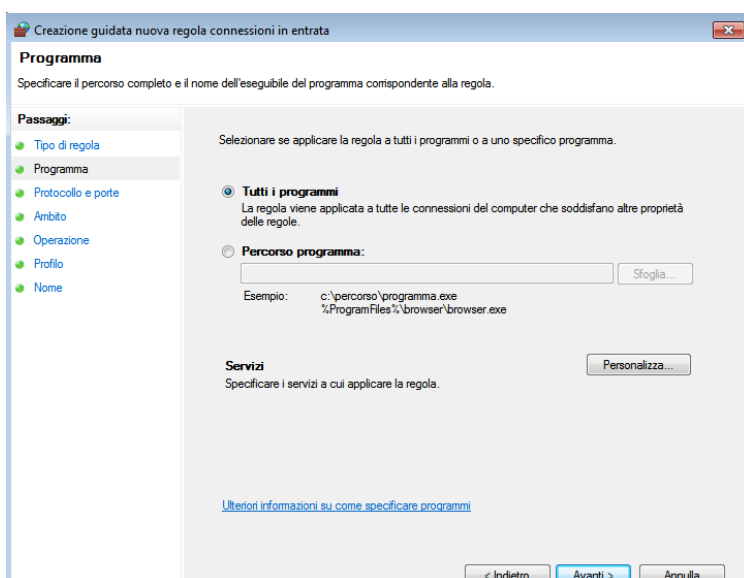 Creazione guidata nuova regola connessioni in entrata
Programma
Specificare il percorso completo e il nome dell'eseguibile del programma corrispondente alla regola.
Passaggi:
Tipo di regola
Programma
Protocollo e porte
Ambito
Operazione
Profilo
Nome
Selezionare se applicare la regola a tutti i programmi o a uno specifico programma.
Tutti i programmi
La regola viene applicata a tutte le connessioni del computer che soddisfano altre proprietà
delle regole.
Percorso programma:
Sfoglia...
Esempio: c:\percorso\programma.exe
%ProgramFiles%\browser\browser.exe
Servizi
Personalizza...
Specificare i servizi a cui applicare la regola.
Ulteriori informazioni su come specificare programmi
< Indietro Avanti > Annulla